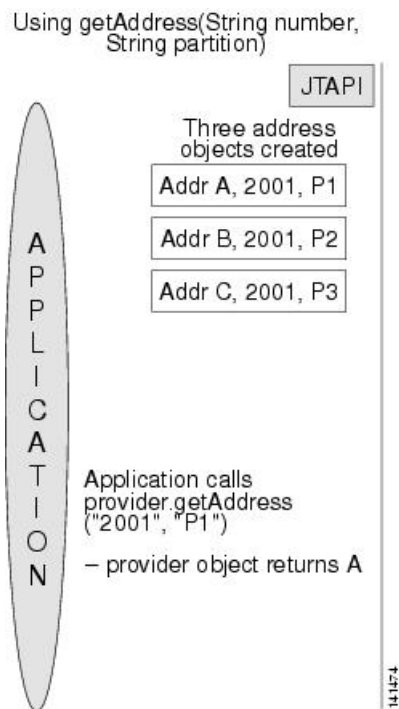 Using getAddress(String number,
String partition)
JTAPI
Three address
objects created
Addr A, 2001, P1
Addr B, 2001, P2
Addr C, 2001, P3
APPLICATION
Application calls
provider.getAddress
("2001", "P1")
– provider object returns A
141474